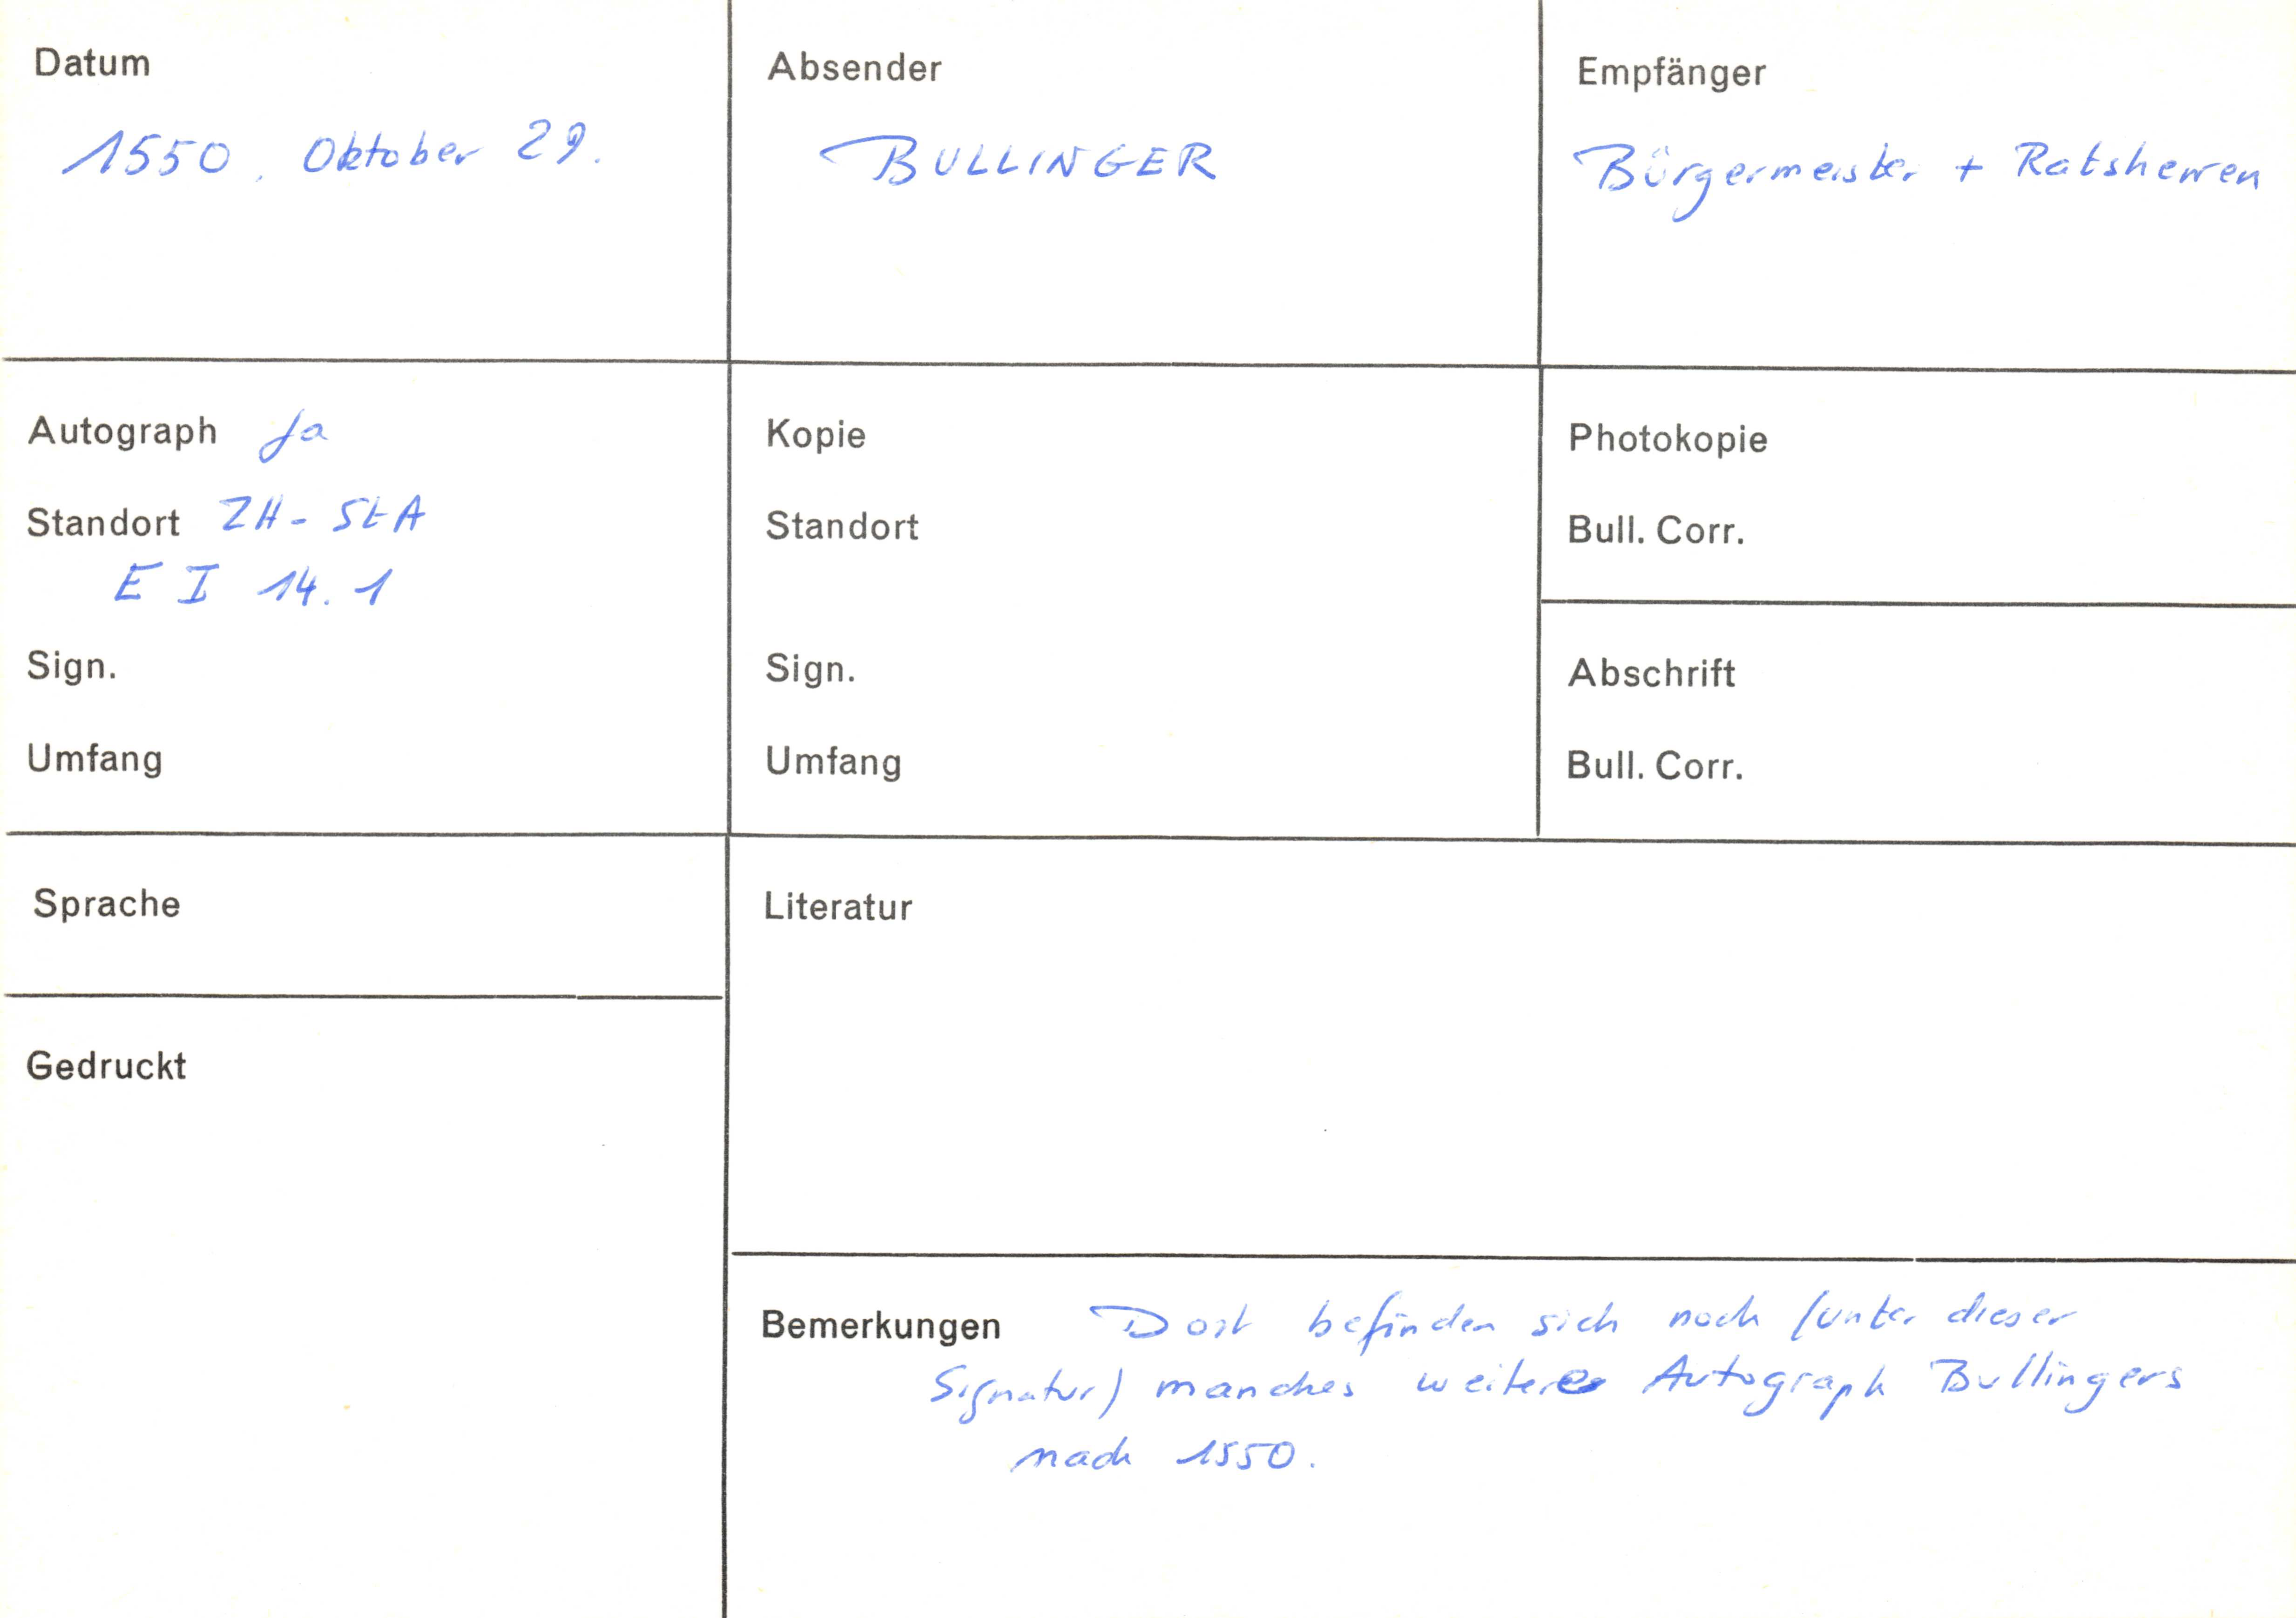 Datum
1550, Oktober 29.
Absender
BULLINGER
Empfänger
Bürgermeister + Ratsherren
Autograph Ja
Standort ZH-StA
E I 14.1
Sign.
Umfang
Kopie
Standort
Sign.
Umfang
Photokopie
Bull. Corr.
Abschrift
Bull. Corr.
Sprache
Gedruckt
Literatur
Bemerkungen Dort befinden sich noch (unter dieser
Signatur) manches weiteres Autograph Bullingers
nach 1550.